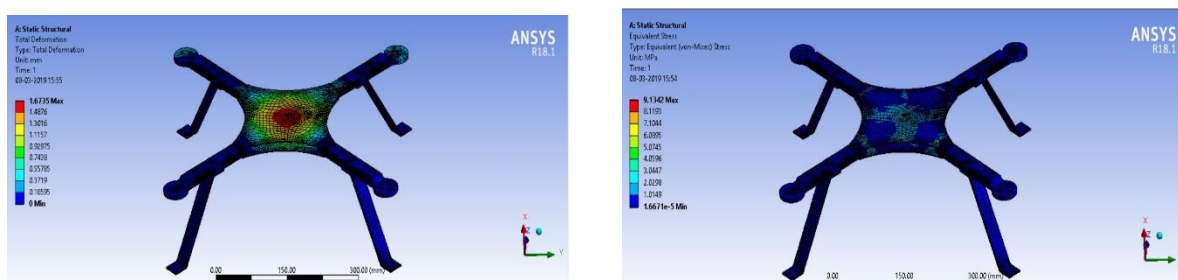 A: Static Structural
Total Deformation
Type: Total Deformation
Unit: mm
Time: 1
09-03-2019 15:55
1.6735 Max
1.4876
1.3016
1.1157
0.92975
0.7438
0.55785
0.3719
0.18595
0 Min
ANSYS
R18.1
X
Z
Y
0.00
150.00
300.00 (mm)
A: Static Structural
Equivalent Stress
Type: Equivalent (von-Mises) Stress
Unit: MPa
Time: 1
09-03-2019 15:54
9.1342 Max
8.1193
7.1044
6.0895
5.0745
4.0596
3.0447
2.0298
1.0149
1.6671e-5 Min
ANSYS
R18.1
X
Z
Y
0.00
150.00
300.00 (mm)